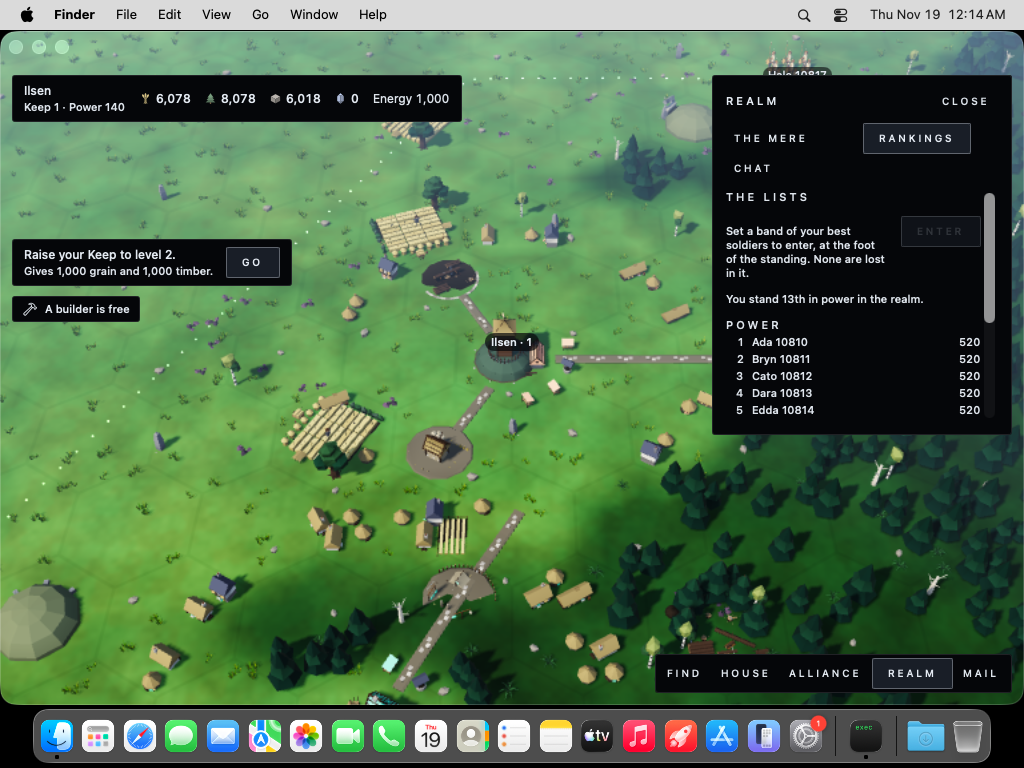 Finder File Edit View Go Window Help Thu Nov 19 12:14 AM
Ilsen
Keep 1 · Power 140
6,078 8,078 6,018 0 Energy 1,000
Raise your Keep to level 2.
Gives 1,000 grain and 1,000 timber.
GO
A builder is free
Ilsen · 1
REALM CLOSE
THE MERE RANKINGS
CHAT
THE LISTS
Set a band of your best
soldiers to enter, at the foot
of the standing. None are lost
in it.
ENTER
You stand 13th in power in the realm.
POWER
1 Ada 10810 520
2 Bryn 10811 520
3 Cato 10812 520
4 Dara 10813 520
5 Edda 10814 520
FIND HOUSE ALLIANCE REALM MAIL
Thu
19
tv
1
exec